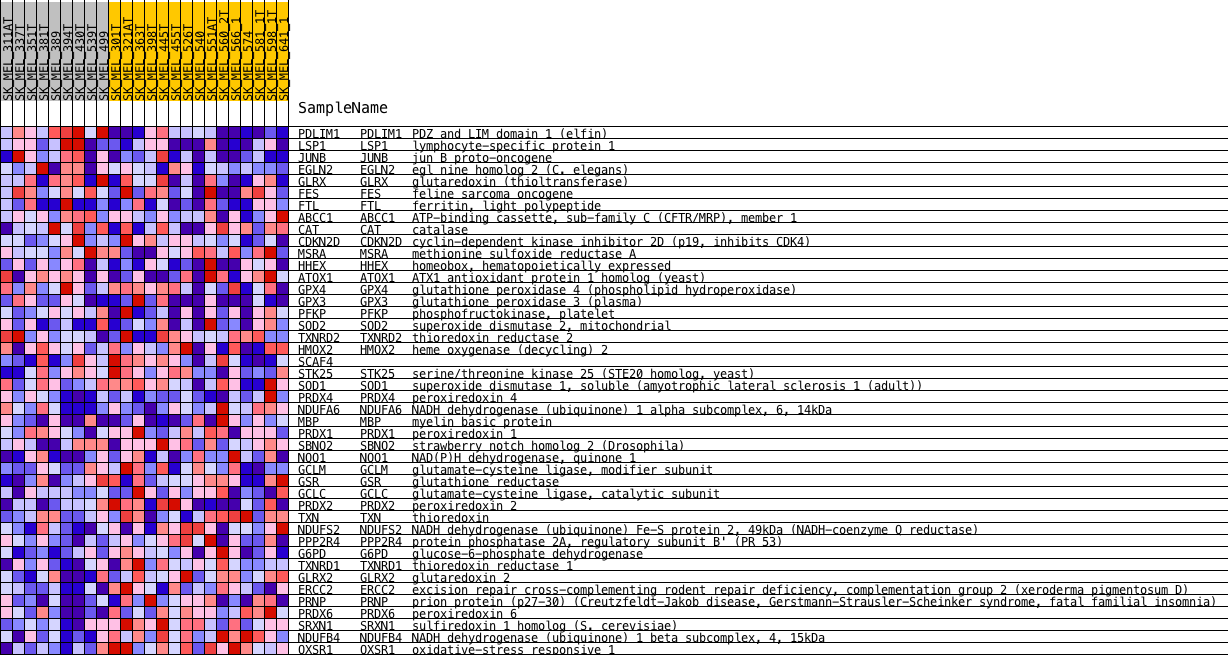 SK_MEL_311AT
SK_MEL_337T
SK_MEL_351T
SK_MEL_381T
SK_MEL_389
SK_MEL_394T
SK_MEL_430T
SK_MEL_539T
SK_MEL_499
SK_MEL_301T
SK_MEL_321AT
SK_MEL_363T
SK_MEL_398T
SK_MEL_445T
SK_MEL_455T
SK_MEL_526T
SK_MEL_540
SK_MEL_551AT
SK_MEL_560_2T
SK_MEL_566_1
SK_MEL_574
SK_MEL_581_1T
SK_MEL_598_1T
SK_MEL_641_1
SampleName
PDLIM1 PDLIM1 PDZ and LIM domain 1 (elfin)
LSP1 LSP1 lymphocyte-specific protein 1
JUNB JUNB jun B proto-oncogene
EGLN2 EGLN2 egl nine homolog 2 (C. elegans)
GLRX GLRX glutaredoxin (thioltransferase)
FES FES feline sarcoma oncogene
FTL FTL ferritin, light polypeptide
ABCC1 ABCC1 ATP-binding cassette, sub-family C (CFTR/MRP), member 1
CAT CAT catalase
CDKN2D CDKN2D cyclin-dependent kinase inhibitor 2D (p19, inhibits CDK4)
MSRA MSRA methionine sulfoxide reductase A
HHEX HHEX homeobox, hematopoietically expressed
ATOX1 ATOX1 ATX1 antioxidant protein 1 homolog (yeast)
GPX4 GPX4 glutathione peroxidase 4 (phospholipid hydroperoxidase)
GPX3 GPX3 glutathione peroxidase 3 (plasma)
PFKP PFKP phosphofructokinase, platelet
SOD2 SOD2 superoxide dismutase 2, mitochondrial
TXNRD2 TXNRD2 thioredoxin reductase 2
HMOX2 HMOX2 heme oxygenase (decycling) 2
SCAF4
STK25 STK25 serine/threonine kinase 25 (STE20 homolog, yeast)
SOD1 SOD1 superoxide dismutase 1, soluble (amyotrophic lateral sclerosis 1 (adult))
PRDX4 PRDX4 peroxiredoxin 4
NDUFA6 NDUFA6 NADH dehydrogenase (ubiquinone) 1 alpha subcomplex, 6, 14kDa
MBP MBP myelin basic protein
PRDX1 PRDX1 peroxiredoxin 1
SBNO2 SBNO2 strawberry notch homolog 2 (Drosophila)
NQO1 NQO1 NAD(P)H dehydrogenase, quinone 1
GCLM GCLM glutamate-cysteine ligase, modifier subunit
GSR GSR glutathione reductase
GCLC GCLC glutamate-cysteine ligase, catalytic subunit
PRDX2 PRDX2 peroxiredoxin 2
TXN TXN thioredoxin
NDUFS2 NDUFS2 NADH dehydrogenase (ubiquinone) Fe-S protein 2, 49kDa (NADH-coenzyme Q reductase)
PPP2R4 PPP2R4 protein phosphatase 2A, regulatory subunit B' (PR 53)
G6PD G6PD glucose-6-phosphate dehydrogenase
TXNRD1 TXNRD1 thioredoxin reductase 1
GLRX2 GLRX2 glutaredoxin 2
ERCC2 ERCC2 excision repair cross-complementing rodent repair deficiency, complementation group 2 (xeroderma pigmentosum D)
PRNP PRNP prion protein (p27-30) (Creutzfeldt-Jakob disease, Gerstmann-Strausler-Scheinker syndrome, fatal familial insomnia)
PRDX6 PRDX6 peroxiredoxin 6
SRXN1 SRXN1 sulfiredoxin 1 homolog (S. cerevisiae)
NDUFB4 NDUFB4 NADH dehydrogenase (ubiquinone) 1 beta subcomplex, 4, 15kDa
OXSR1 OXSR1 oxidative-stress responsive 1